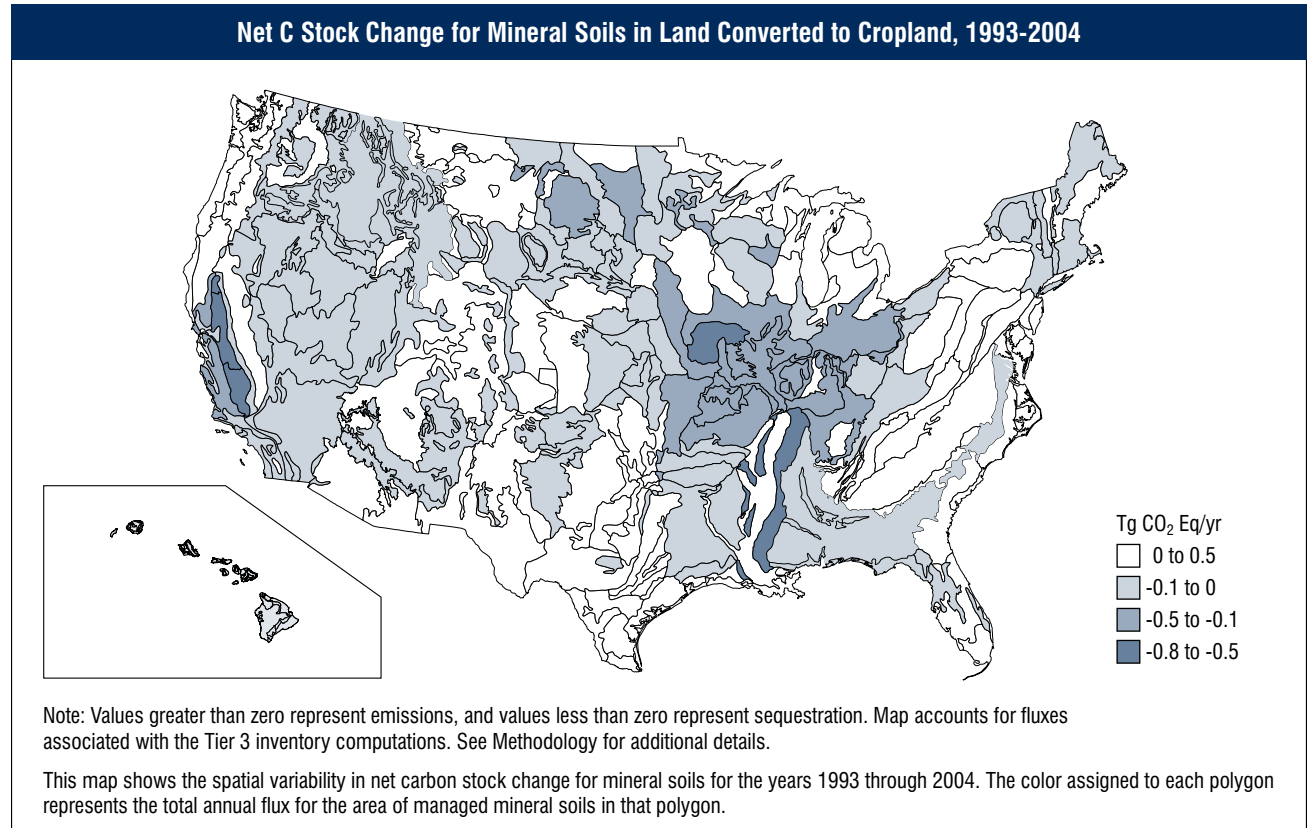 Net C Stock Change for Mineral Soils in Land Converted to Cropland, 1993-2004
Tg CO₂ Eq/yr
0 to 0.5
-0.1 to 0
-0.5 to -0.1
-0.8 to -0.5
Note: Values greater than zero represent emissions, and values less than zero represent sequestration. Map accounts for fluxes
associated with the Tier 3 inventory computations. See Methodology for additional details.
This map shows the spatial variability in net carbon stock change for mineral soils for the years 1993 through 2004. The color assigned to each polygon
represents the total annual flux for the area of managed mineral soils in that polygon.